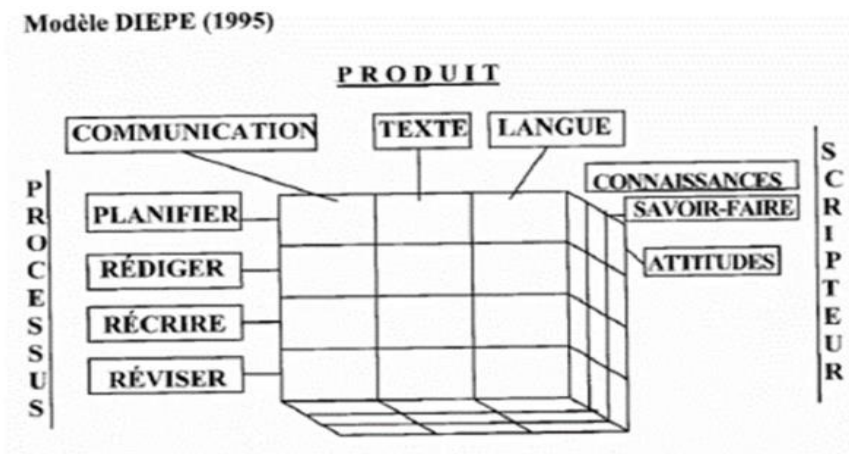 Modèle DIEPE (1995)
PRODUIT
COMMUNICATION
TEXTE
LANGUE
PROCESSUS
PLANIFIER
RÉDIGER
RÉCRIRE
RÉVISER
CONNAISSANCES
SAVOIR-FAIRE
ATTITUDES
SCRIPTEUR